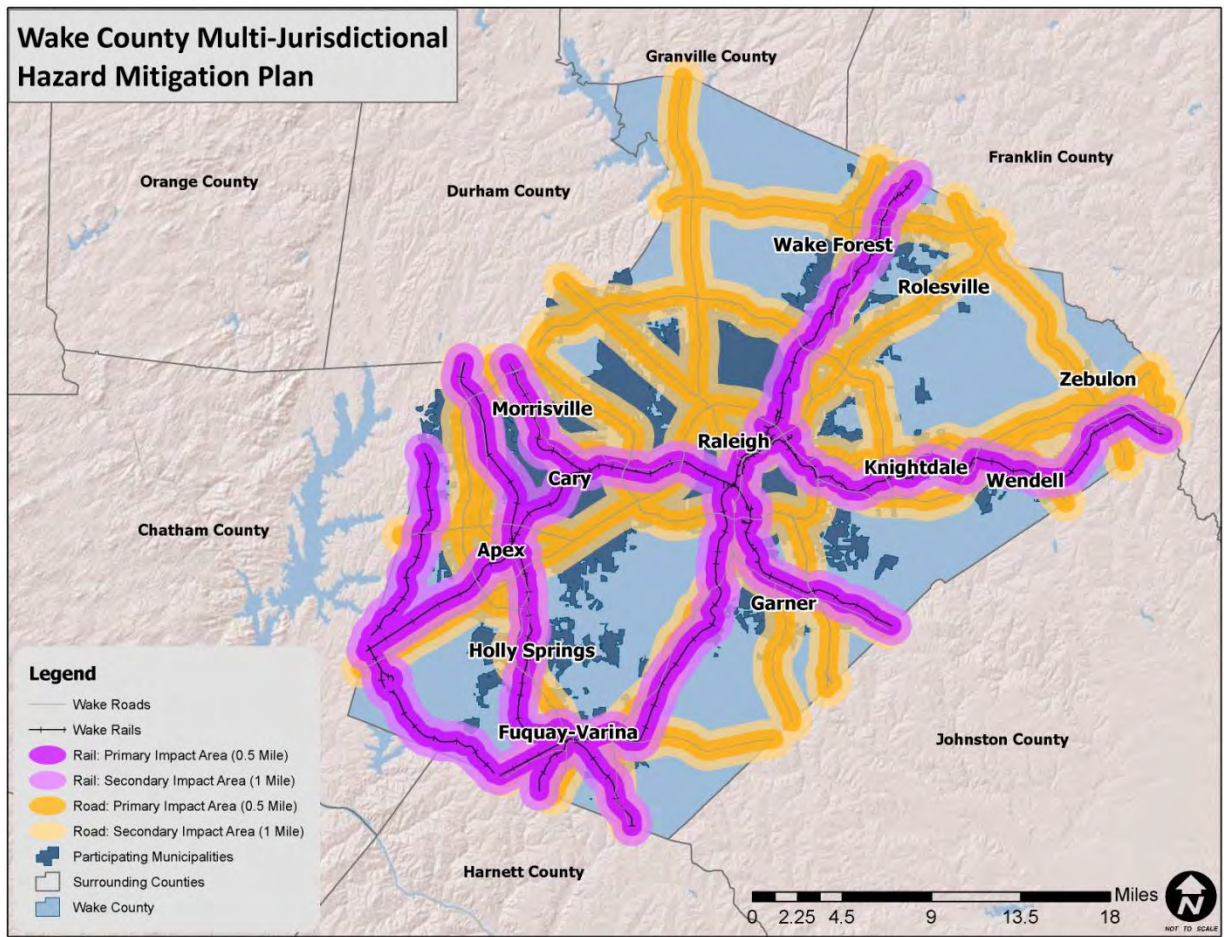 Wake County Multi-Jurisdictional
Hazard Mitigation Plan
Granville County
Franklin County
Orange County
Durham County
Wake Forest
Rolesville
Zebulon
Morrisville
Raleigh
Knightdale
Cary
Wendell
Chatham County
Apex
Garner
Holly Springs
Fuquay-Varina
Johnston County
Harnett County
Legend
Wake Roads
Wake Rails
Rail: Primary Impact Area (0.5 Mile)
Rail: Secondary Impact Area (1 Mile)
Road: Primary Impact Area (0.5 Mile)
Road: Secondary Impact Area (1 Mile)
Participating Municipalities
Surrounding Counties
Wake County
Miles
0 2.25 4.5 9 13.5 18
N
NOT TO SCALE